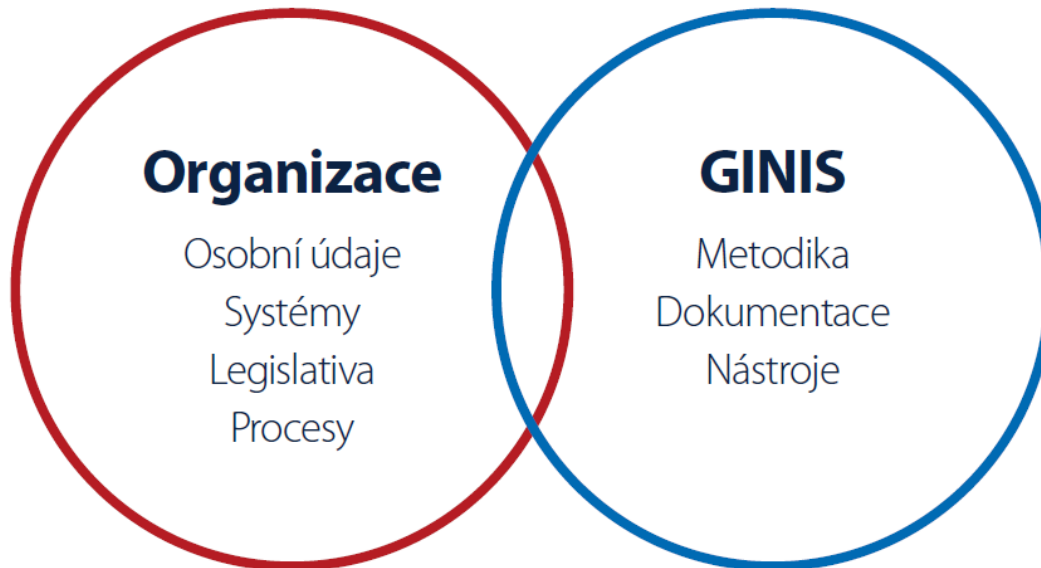 Organizace
Osobní údaje
Systémy
Legislativa
Procesy
GINIS
Metodika
Dokumentace
Nástroje